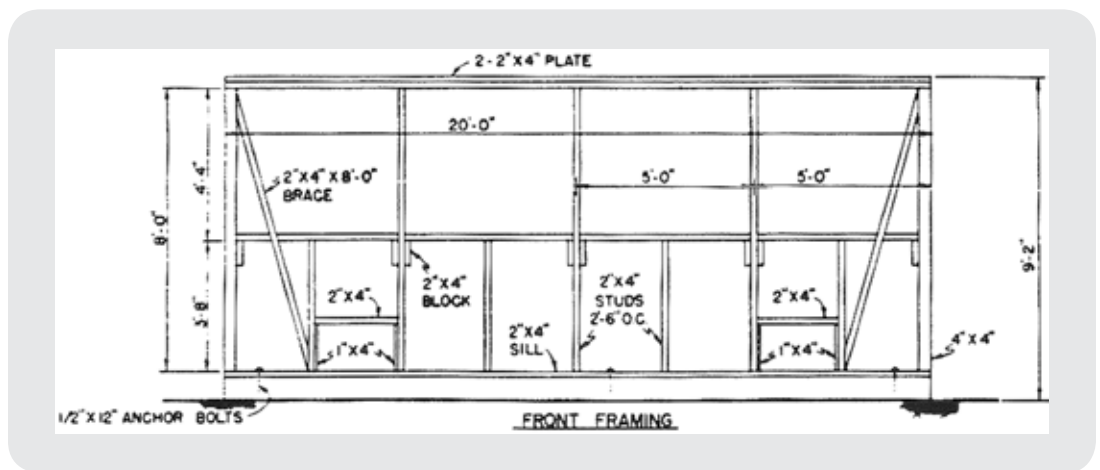 2-2"X4" PLATE
20'-0"
4'-4"
2"X4"X8'-0"
BRACE
5'-0"
5'-0"
8'-0"
9'-2"
3'-8"
2"X4"
2"X4"
BLOCK
2"X4"
STUDS
2'-6" O.C.
2"X4"
2"X4"
SILL
1"X4"
1"X4"
4"X4"
1/2"X12" ANCHOR BOLTS
FRONT FRAMING